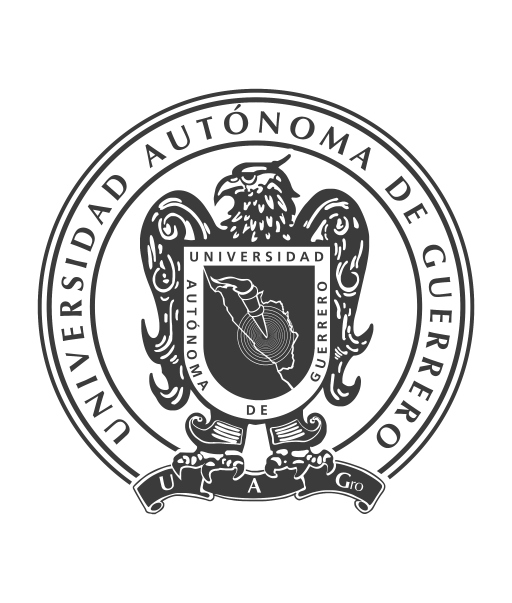 UNIVERSIDAD AUTÓNOMA DE GUERRERO
UNIVERSIDAD
AUTÓNOMA
DE
GUERRERO
U A Gro